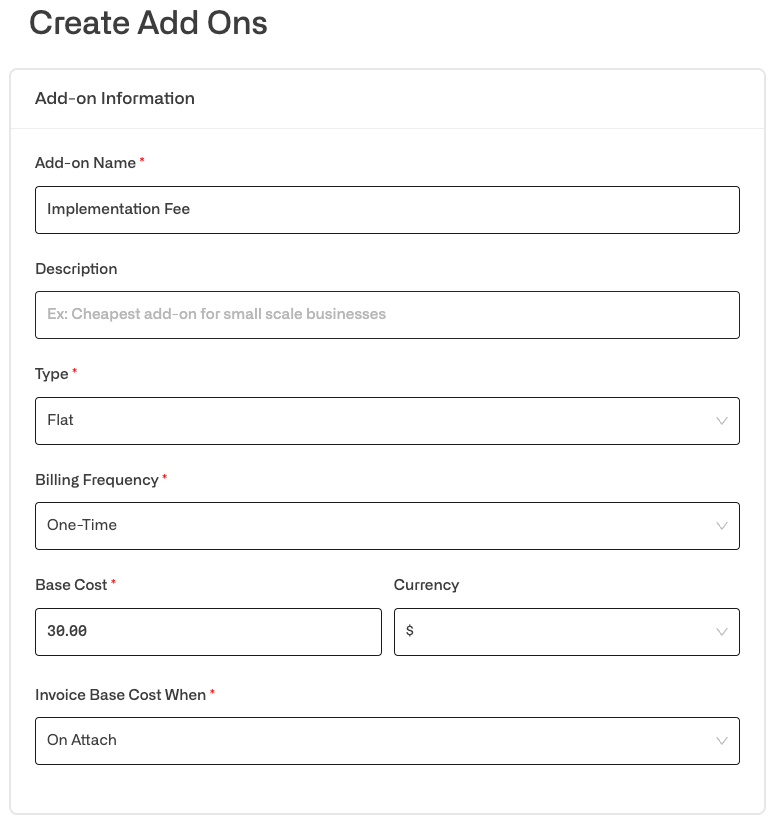 Create Add Ons
Add-on Information
Add-on Name *
Implementation Fee
Description
Ex: Cheapest add-on for small scale businesses
Type *
Flat
Billing Frequency *
One-Time
Base Cost * Currency
30.00 $
Invoice Base Cost When *
On Attach